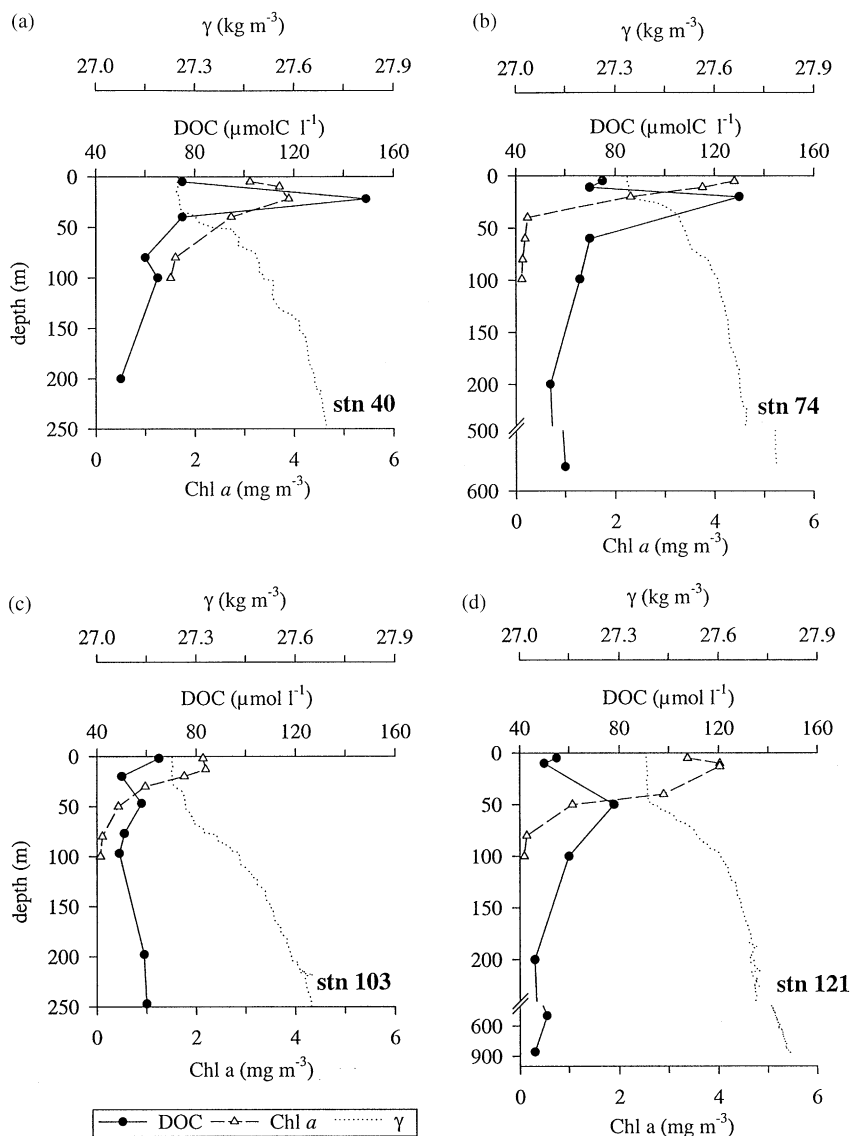 (a)
γ (kg m-3)
27.0 27.3 27.6 27.9
DOC (µmolC l-1)
40 80 120 160
0
50
100
150
200
250
depth (m)
stn 40
0 2 4 6
Chl a (mg m-3)
(b)
γ (kg m-3)
27.0 27.3 27.6 27.9
DOC (µmolC l-1)
40 80 120 160
0
50
100
150
200
500
600
stn 74
0 2 4 6
Chl a (mg m-3)
(c)
γ (kg m-3)
27.0 27.3 27.6 27.9
DOC (µmol l-1)
40 80 120 160
0
50
100
150
200
250
depth (m)
stn 103
0 2 4 6
Chl a (mg m-3)
(d)
γ (kg m-3)
27.0 27.3 27.6 27.9
DOC (µmol l-1)
40 80 120 160
0
50
100
150
200
600
900
stn 121
0 2 4 6
Chl a (mg m-3)
DOC Chl a γ